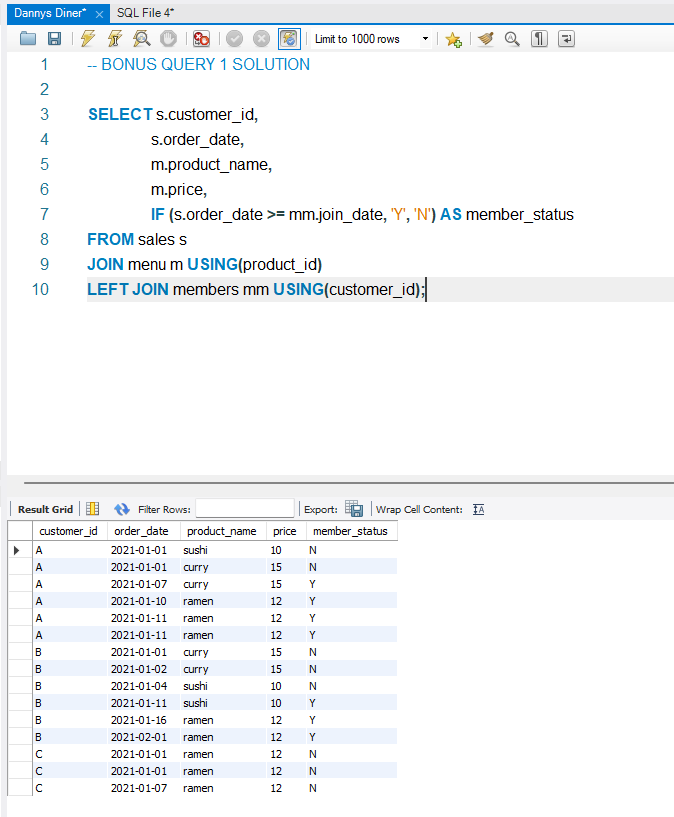 Dannys Diner* × SQL File 4*
Limit to 1000 rows
1 -- BONUS QUERY 1 SOLUTION
2
3 SELECT s.customer_id,
4 s.order_date,
5 m.product_name,
6 m.price,
7 IF (s.order_date >= mm.join_date, 'Y', 'N') AS member_status
8 FROM sales s
9 JOIN menu m USING(product_id)
10 LEFT JOIN members mm USING(customer_id);
Result Grid Filter Rows: Export: Wrap Cell Content:
customer_id order_date product_name price member_status
A 2021-01-01 sushi 10 N
A 2021-01-01 curry 15 N
A 2021-01-07 curry 15 Y
A 2021-01-10 ramen 12 Y
A 2021-01-11 ramen 12 Y
A 2021-01-11 ramen 12 Y
B 2021-01-01 curry 15 N
B 2021-01-02 curry 15 N
B 2021-01-04 sushi 10 N
B 2021-01-11 sushi 10 Y
B 2021-01-16 ramen 12 Y
B 2021-02-01 ramen 12 Y
C 2021-01-01 ramen 12 N
C 2021-01-01 ramen 12 N
C 2021-01-07 ramen 12 N